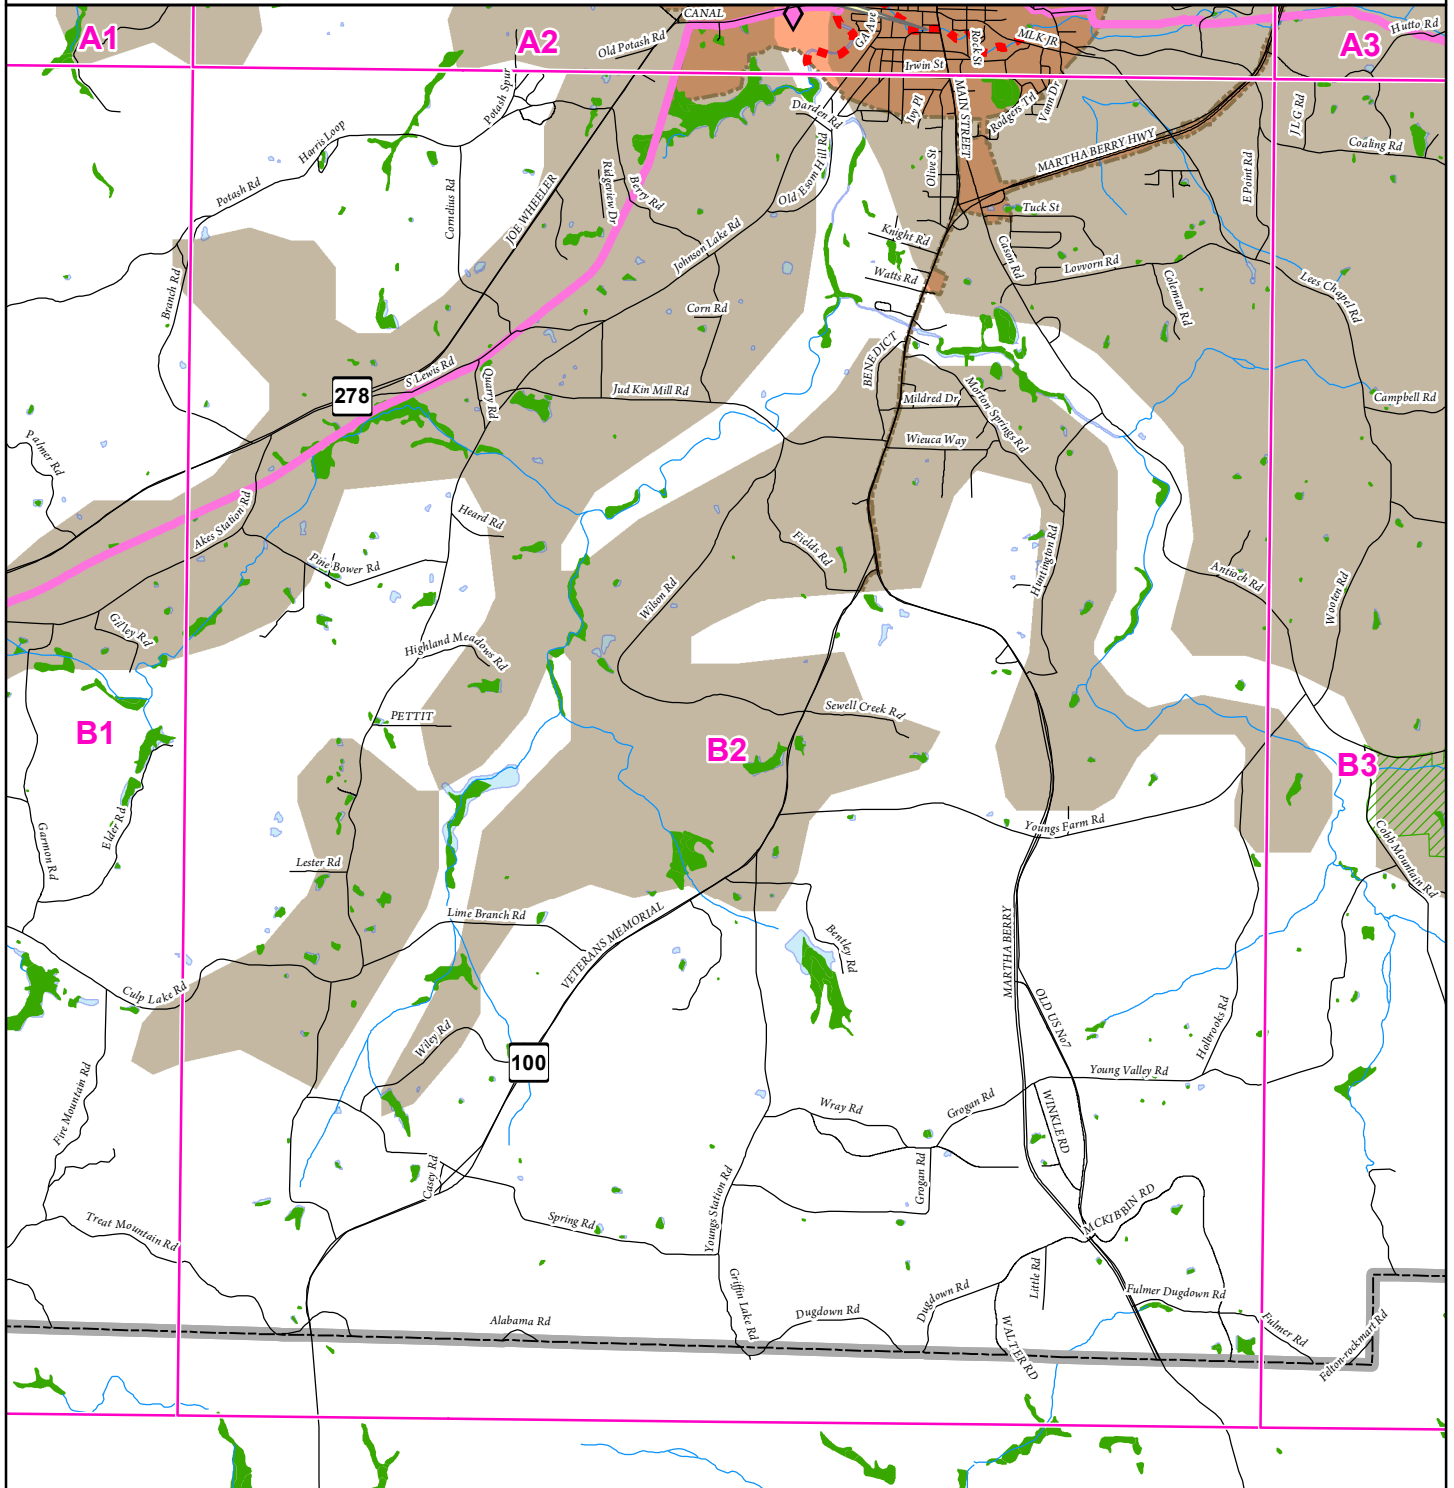 A1
A2
A3
CANAL
Old Potash Rd
GA Ave
Rock St
MLK JR
Hutto Rd
Irwin St
Potash Spur
Darden Rd
Ivy Pl
MAIN STREET
Rodgers Trl
Vann Dr
J L G Rd
Coaling Rd
Harris Loop
MARTHA BERRY HWY
Potash Rd
Cornelius Rd
JOE WHEELER
Ridgeview Dr
Berry Rd
Old Esom Hill Rd
Olive St
E Point Rd
Tuck St
Johnson Lake Rd
Knight Rd
Cason Rd
Lovvorn Rd
Watts Rd
Coleman Rd
Lees Chapel Rd
Branch Rd
Corn Rd
BENEDICT
S Lewis Rd
278
Quarry Rd
Jud Kin Mill Rd
Mildred Dr
Morton Springs Rd
Campbell Rd
Wieuca Way
Palmer Rd
Akes Station Rd
Heard Rd
Pine Bower Rd
Fields Rd
Huntington Rd
Antioch Rd
Wooten Rd
Wilson Rd
Gilley Rd
Highland Meadows Rd
PETTIT
Sewell Creek Rd
B1
B2
B3
Elder Rd
Garmon Rd
Youngs Farm Rd
Cobb Mountain Rd
Lester Rd
Lime Branch Rd
VETERANS MEMORIAL
Bentley Rd
MARTHA BERRY
Culp Lake Rd
OLD US No7
Holbrooks Rd
Wiley Rd
100
Young Valley Rd
Fire Mountain Rd
Wray Rd
Grogan Rd
WINKLE RD
Casey Rd
Grogan Rd
Youngs Station Rd
MCKIBBIN RD
Treat Mountain Rd
Spring Rd
Little Rd
Griffin Lake Rd
Dugdown Rd
Dugdown Rd
Fulmer Dugdown Rd
Alabama Rd
WALTER RD
Fulmer Rd
Felton-rockmart Rd